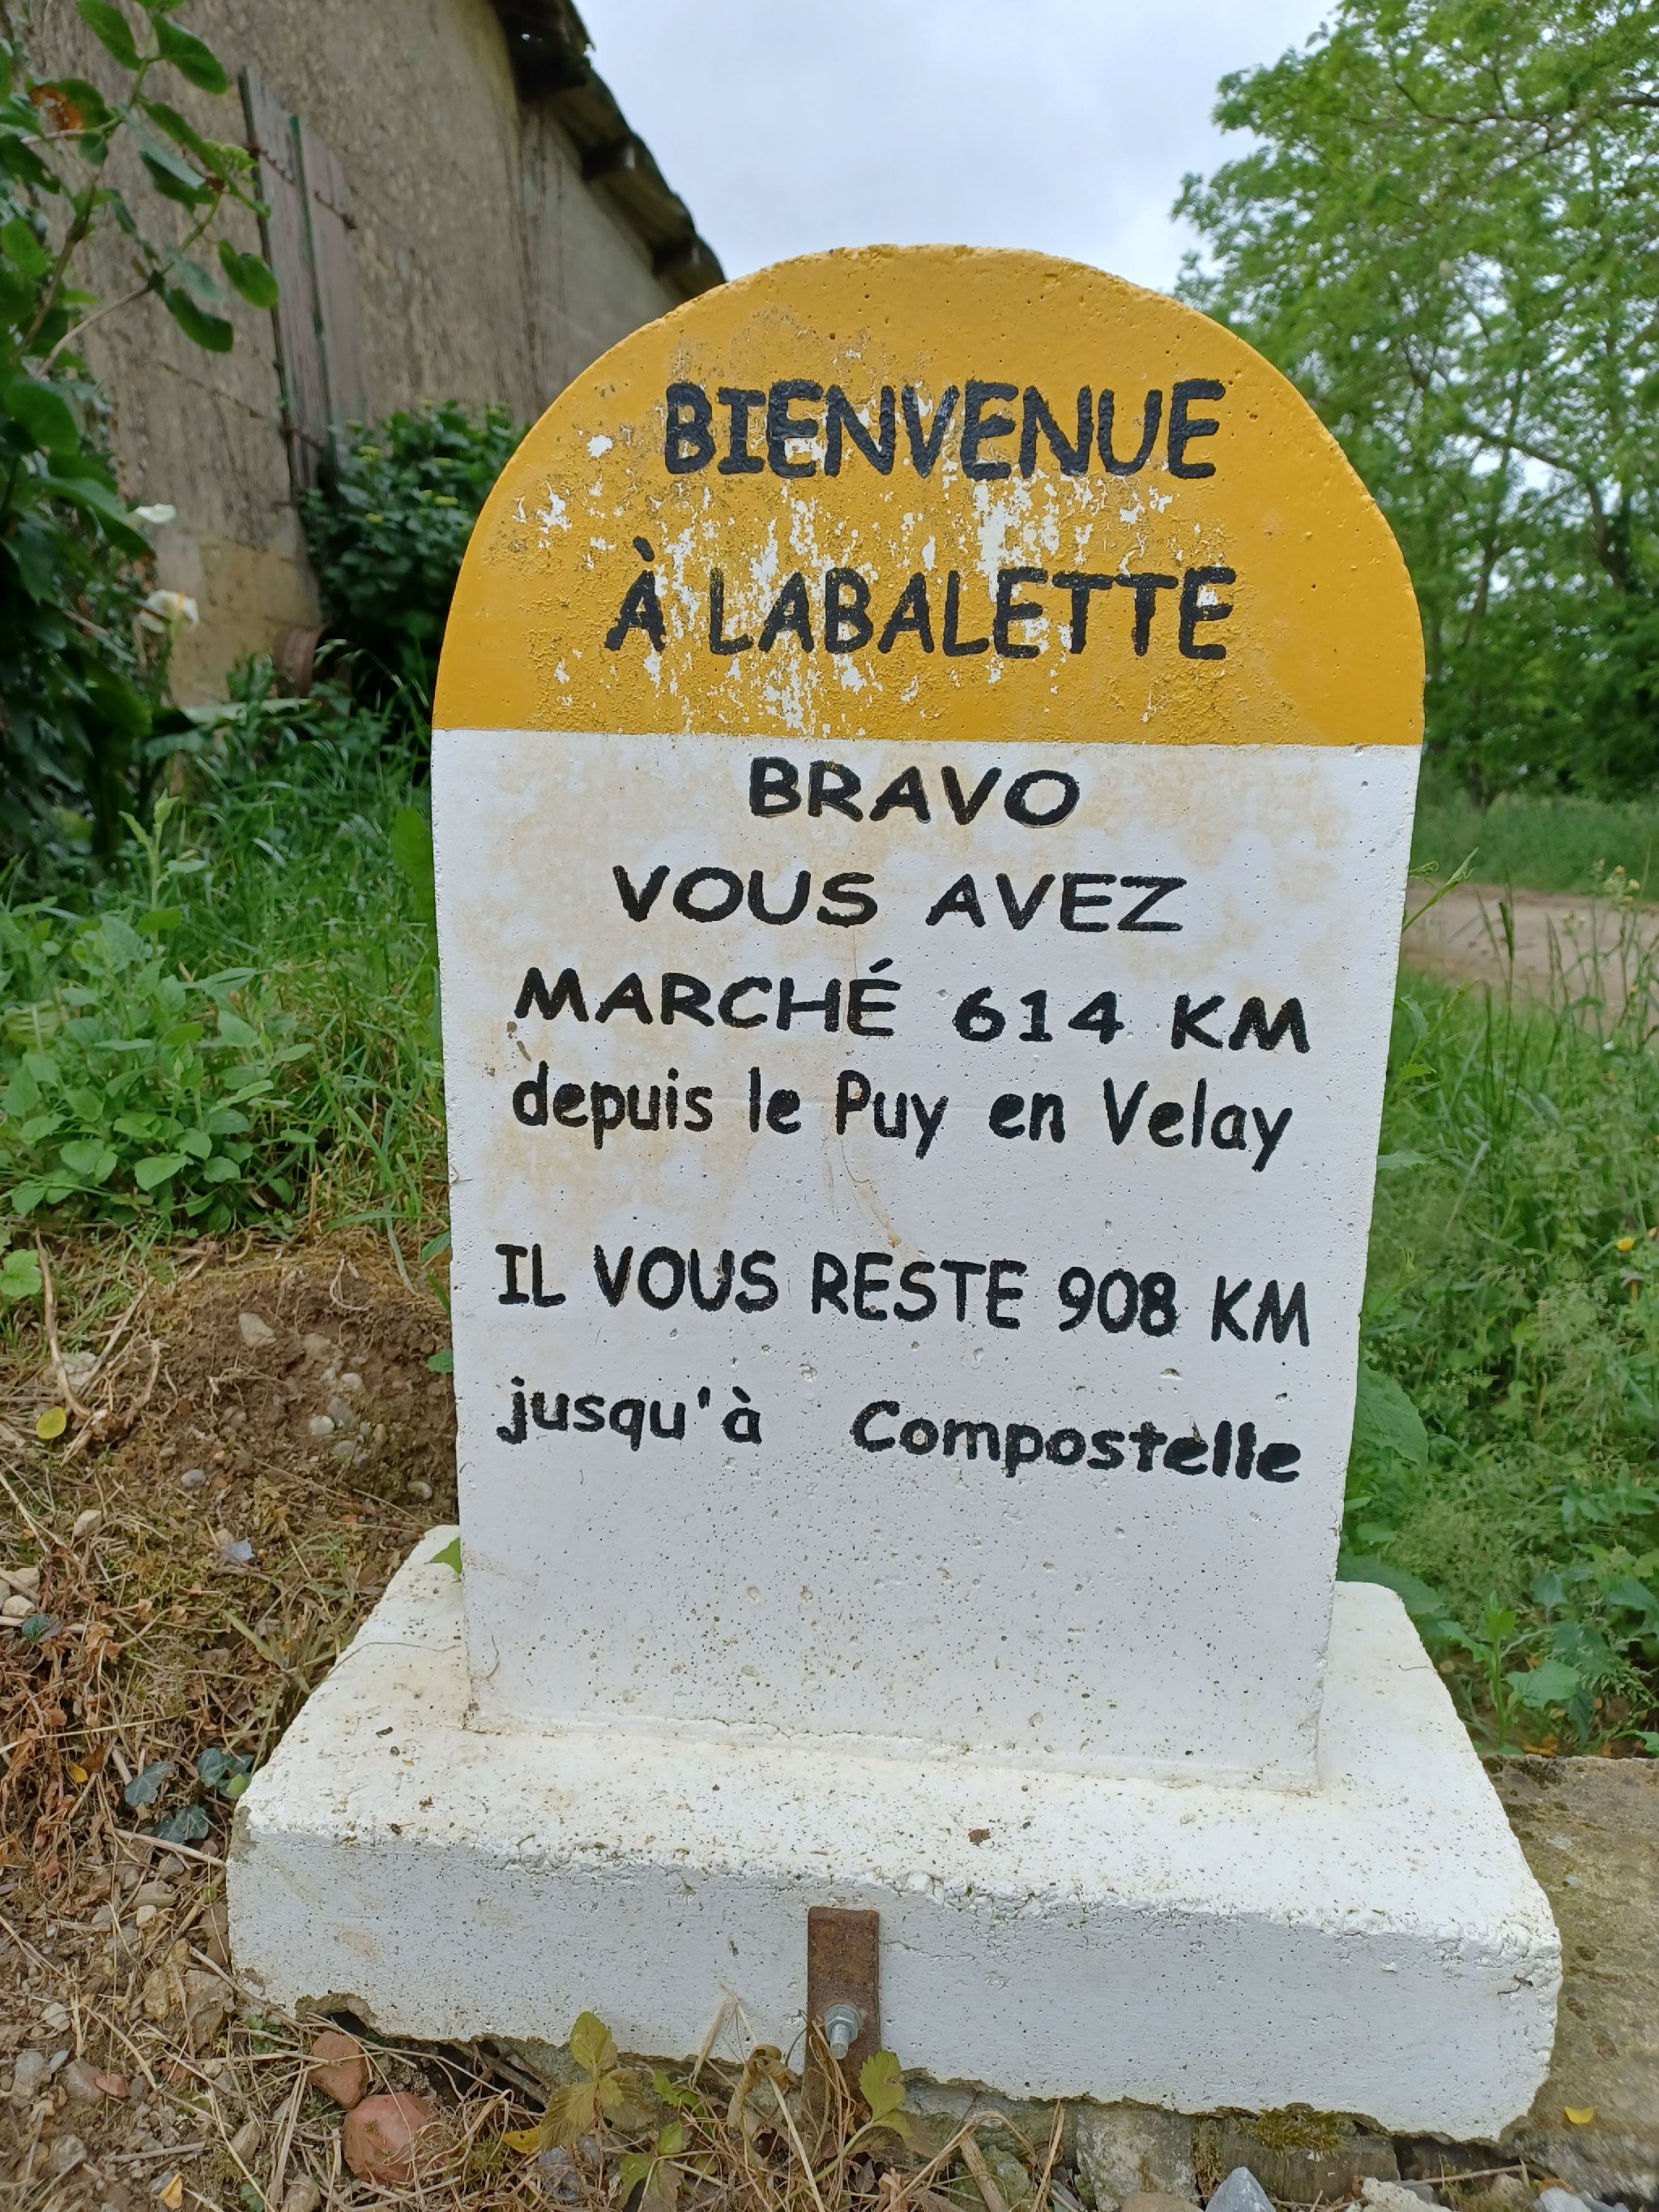 BIENVENUE
À LABALETTE
BRAVO
VOUS AVEZ
MARCHÉ 614 KM
depuis le Puy en Velay
IL VOUS RESTE 908 KM
jusqu'à Compostelle